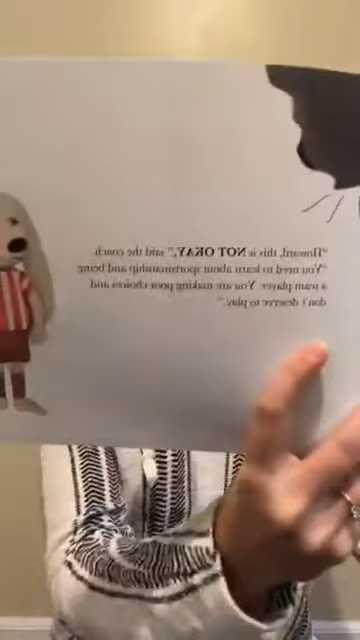 "Howard, this is NOT OKAY," said the coach.
"You need to learn about sportsmanship and being
a team player. You are making poor choices and
don't deserve to play."